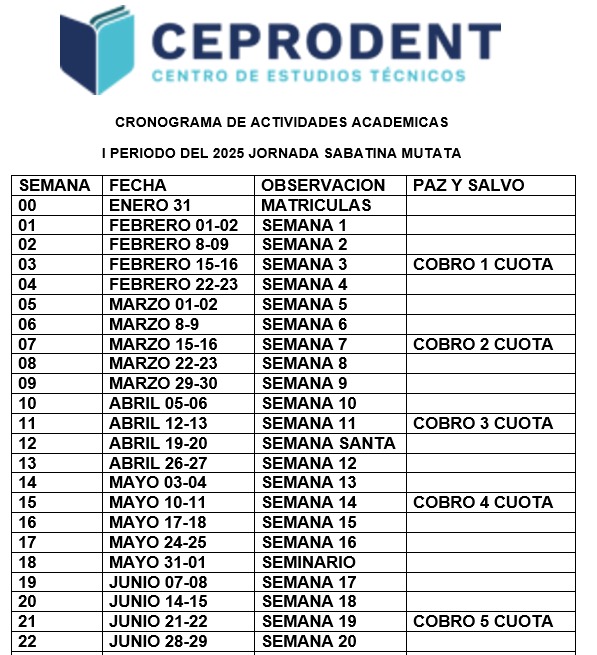 CEPRODENT
CENTRO DE ESTUDIOS TÉCNICOS
CRONOGRAMA DE ACTIVIDADES ACADEMICAS
I PERIODO DEL 2025 JORNADA SABATINA MUTATA
SEMANA FECHA OBSERVACION PAZ Y SALVO
00 ENERO 31 MATRICULAS
01 FEBRERO 01-02 SEMANA 1
02 FEBRERO 8-09 SEMANA 2
03 FEBRERO 15-16 SEMANA 3 COBRO 1 CUOTA
04 FEBRERO 22-23 SEMANA 4
05 MARZO 01-02 SEMANA 5
06 MARZO 8-9 SEMANA 6
07 MARZO 15-16 SEMANA 7 COBRO 2 CUOTA
08 MARZO 22-23 SEMANA 8
09 MARZO 29-30 SEMANA 9
10 ABRIL 05-06 SEMANA 10
11 ABRIL 12-13 SEMANA 11 COBRO 3 CUOTA
12 ABRIL 19-20 SEMANA SANTA
13 ABRIL 26-27 SEMANA 12
14 MAYO 03-04 SEMANA 13
15 MAYO 10-11 SEMANA 14 COBRO 4 CUOTA
16 MAYO 17-18 SEMANA 15
17 MAYO 24-25 SEMANA 16
18 MAYO 31-01 SEMINARIO
19 JUNIO 07-08 SEMANA 17
20 JUNIO 14-15 SEMANA 18
21 JUNIO 21-22 SEMANA 19 COBRO 5 CUOTA
22 JUNIO 28-29 SEMANA 20